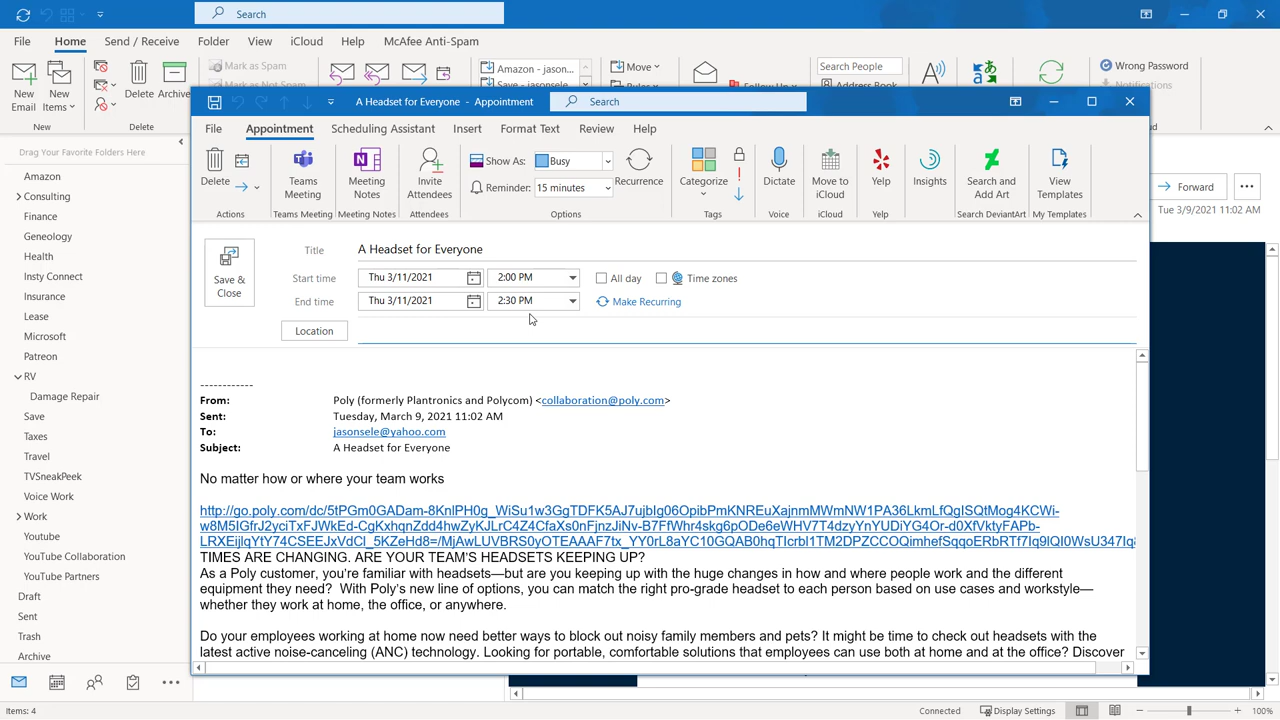 Search
File Home Send / Receive Folder View iCloud Help McAfee Anti-Spam
Mark as Spam
New Email
New Items
Delete
Archive
Amazon - jason...
Move
Search People
Wrong Password
Notifications
New
Delete
A Headset for Everyone - Appointment
Search
File Appointment Scheduling Assistant Insert Format Text Review Help
Delete
Teams Meeting
Meeting Notes
Invite Attendees
Show As: Busy
Reminder: 15 minutes
Recurrence
Categorize
Dictate
Move to iCloud
Yelp
Insights
Search and Add Art
View Templates
Actions
Teams Meeting
Meeting Notes
Attendees
Options
Tags
Voice
iCloud
Yelp
Search DeviantArt
My Templates
Forward
Tue 3/9/2021 11:02 AM
Save & Close
Title A Headset for Everyone
Start time Thu 3/11/2021 2:00 PM All day Time zones
End time Thu 3/11/2021 2:30 PM Make Recurring
Location
------------
From: Poly (formerly Plantronics and Polycom) <collaboration@poly.com>
Sent: Tuesday, March 9, 2021 11:02 AM
To: jasonsele@yahoo.com
Subject: A Headset for Everyone
No matter how or where your team works
TIMES ARE CHANGING. ARE YOUR TEAM'S HEADSETS KEEPING UP?
As a Poly customer, you're familiar with headsets—but are you keeping up with the huge changes in how and where people work and the different
equipment they need? With Poly's new line of options, you can match the right pro-grade headset to each person based on use cases and workstyle—
whether they work at home, the office, or anywhere.
Do your employees working at home now need better ways to block out noisy family members and pets? It might be time to check out headsets with the
latest active noise-canceling (ANC) technology. Looking for portable, comfortable solutions that employees can use both at home and at the office? Discover
Drag Your Favorite Folders Here
Amazon
Consulting
Finance
Geneology
Health
Insty Connect
Insurance
Lease
Microsoft
Patreon
RV
Damage Repair
Save
Taxes
Travel
TVSneakPeek
Voice Work
Work
Youtube
YouTube Collaboration
YouTube Partners
Draft
Sent
Trash
Archive
Items: 4
Connected
Display Settings
100%